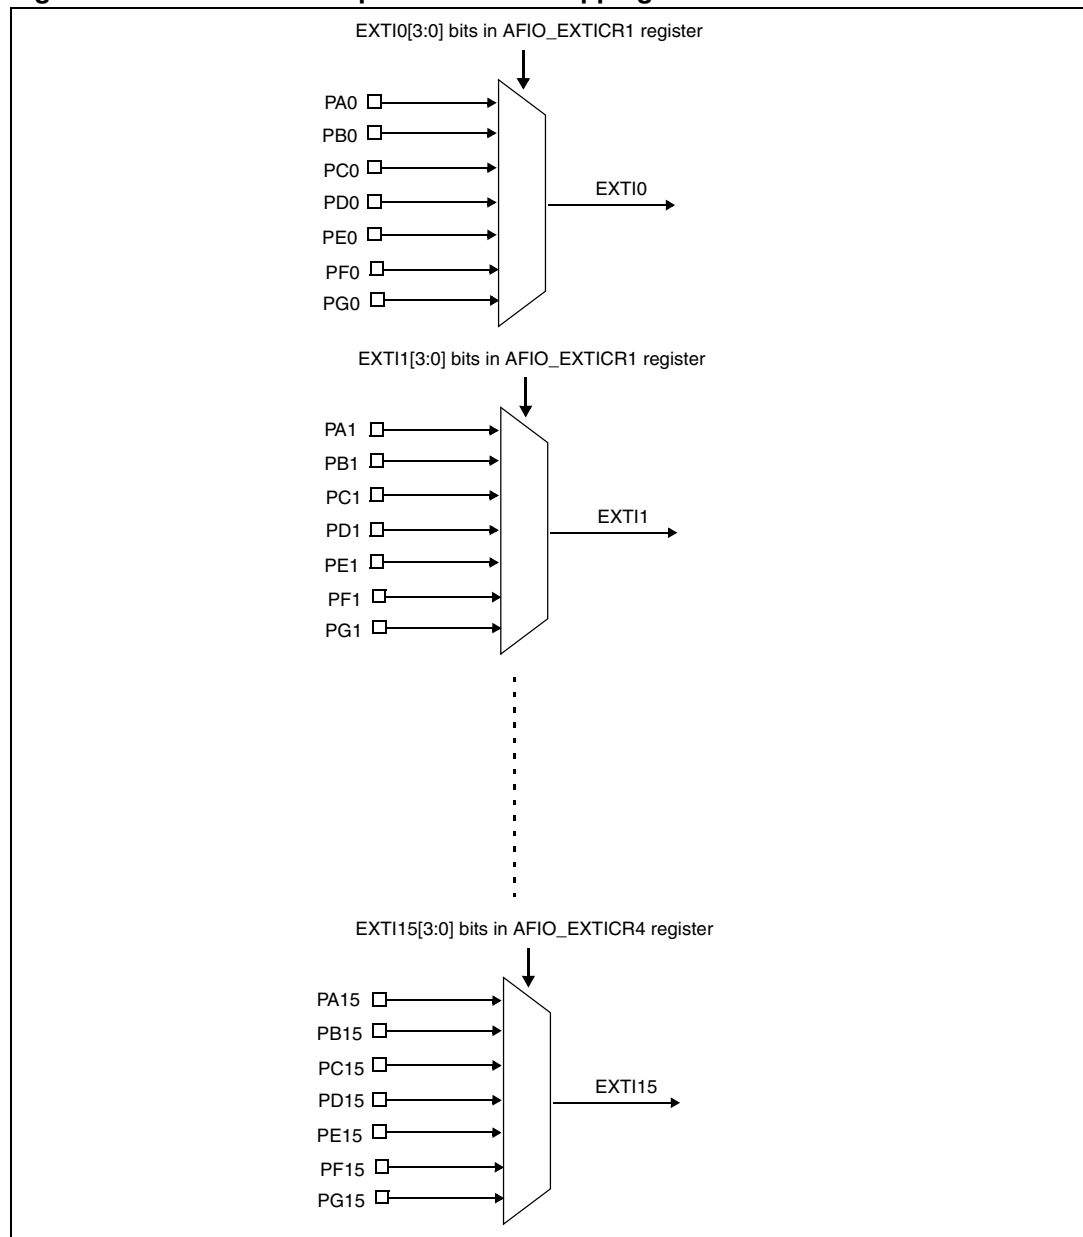 EXTI0[3:0] bits in AFIO_EXTICR1 register
PA0
PB0
PC0
PD0
EXTI0
PE0
PF0
PG0
EXTI1[3:0] bits in AFIO_EXTICR1 register
PA1
PB1
PC1
PD1
EXTI1
PE1
PF1
PG1
EXTI15[3:0] bits in AFIO_EXTICR4 register
PA15
PB15
PC15
PD15
EXTI15
PE15
PF15
PG15